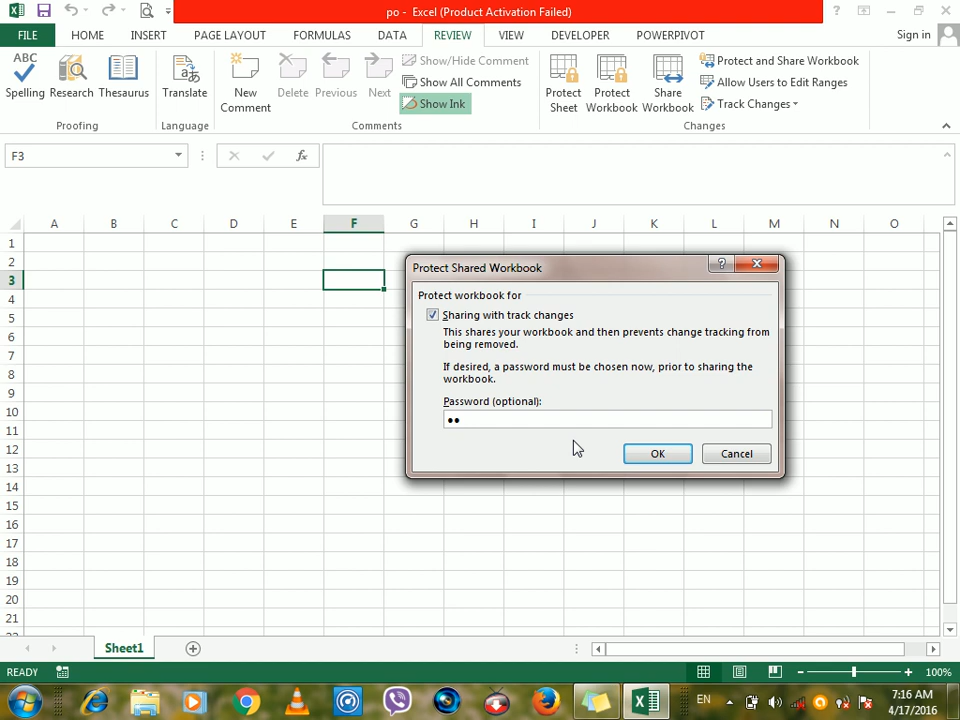 po - Excel (Product Activation Failed)
FILE HOME INSERT PAGE LAYOUT FORMULAS DATA REVIEW VIEW DEVELOPER POWERPIVOT Sign in
ABC
Spelling Research Thesaurus
Proofing
Translate
Language
New Comment Delete Previous Next
Show/Hide Comment
Show All Comments
Show Ink
Comments
Protect Sheet
Protect Workbook
Share Workbook
Protect and Share Workbook
Allow Users to Edit Ranges
Track Changes
Changes
F3
fx
A B C D E F G H I J K L M N O
1
2
3
4
5
6
7
8
9
10
11
12
13
14
15
16
17
18
19
20
21
Protect Shared Workbook
Protect workbook for
Sharing with track changes
This shares your workbook and then prevents change tracking from
being removed.
If desired, a password must be chosen now, prior to sharing the
workbook.
Password (optional):
••
OK Cancel
Sheet1
READY 100%
EN 7:16 AM
4/17/2016